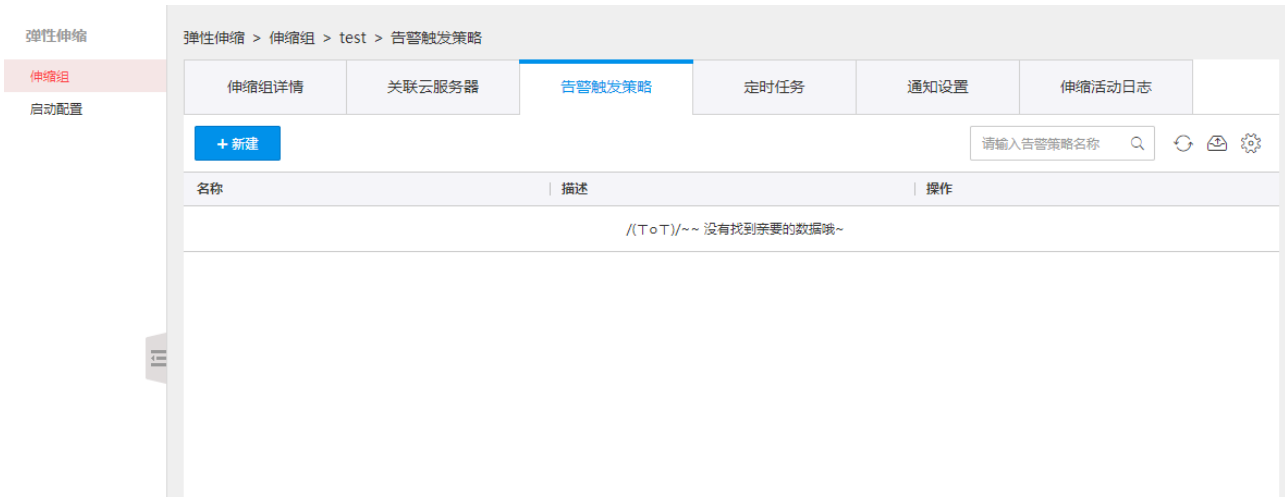 弹性伸缩
伸缩组
启动配置
弹性伸缩 > 伸缩组 > test > 告警触发策略
伸缩组详情 关联云服务器 告警触发策略 定时任务 通知设置 伸缩活动日志
+ 新建 请输入告警策略名称
名称 描述 操作
/(ㄒoㄒ)/~~ 没有找到亲要的数据哦~